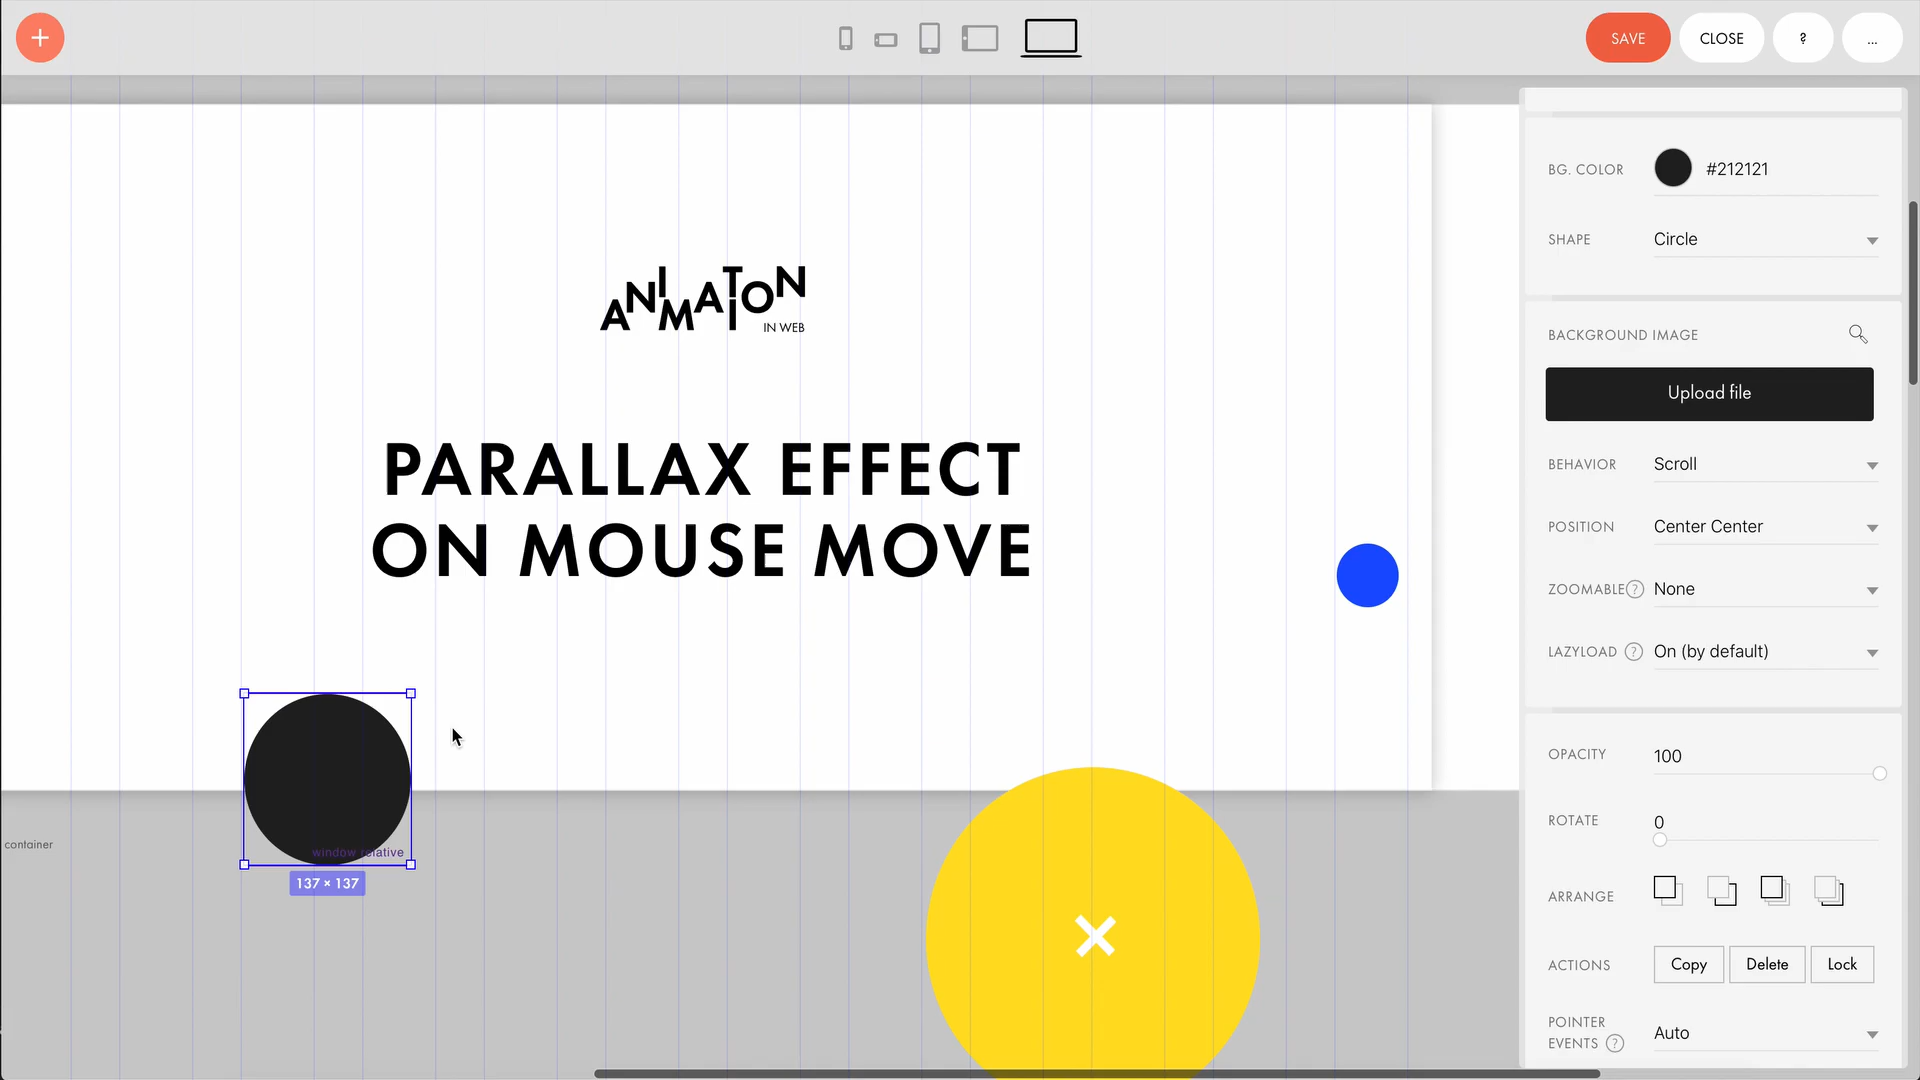 +
SAVE
CLOSE
?
...
BG. COLOR
#212121
SHAPE
Circle
ANIMATION
IN WEB
BACKGROUND IMAGE
Upload file
PARALLAX EFFECT
ON MOUSE MOVE
BEHAVIOR
Scroll
POSITION
Center Center
ZOOMABLE ?
None
LAZYLOAD ?
On (by default)
OPACITY
100
ROTATE
0
container
window relative
137 × 137
ARRANGE
ACTIONS
Copy
Delete
Lock
POINTER
EVENTS ?
Auto